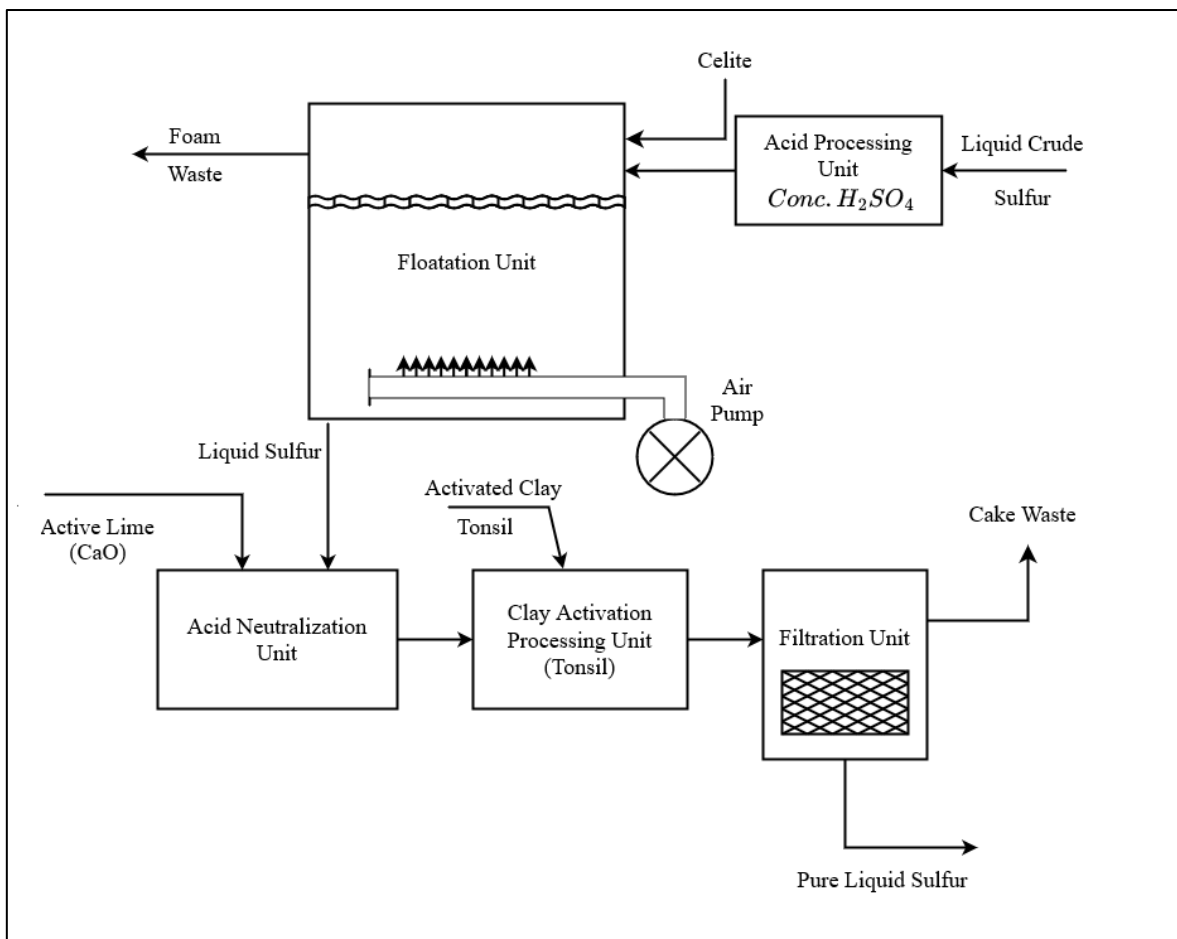 Celite
Foam
Waste
Acid Processing
Unit
Conc. H₂SO₄
Liquid Crude
Sulfur
Floatation Unit
Air
Pump
Liquid Sulfur
Active Lime
(CaO)
Activated Clay
Tonsil
Cake Waste
Acid Neutralization
Unit
Clay Activation
Processing Unit
(Tonsil)
Filtration Unit
Pure Liquid Sulfur